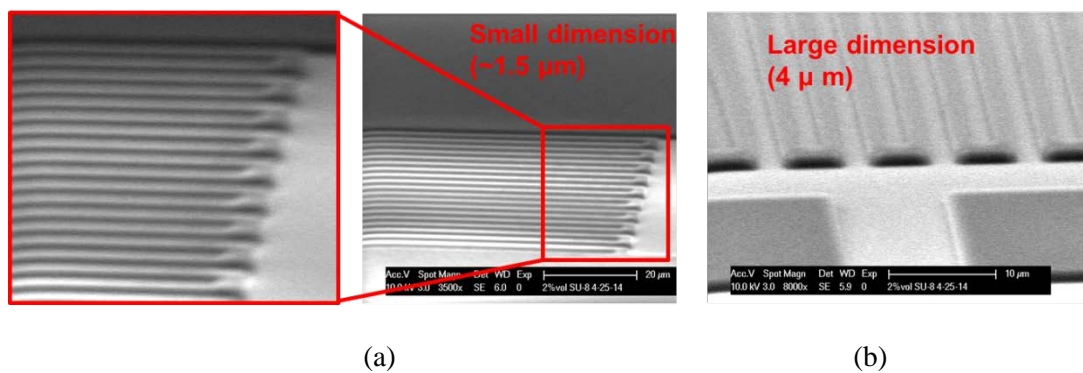 Small dimension
(~1.5 μm)
Acc.V Spot Magn Det WD Exp 20 μm
10.0 kV 3.0 3500x SE 6.0 0 2%vol SU-8 4-25-14
Large dimension
(4 μ m)
Acc.V Spot Magn Det WD Exp 10 μm
10.0 kV 3.0 8000x SE 5.9 0 2%vol SU-8 4-25-14
(a)
(b)